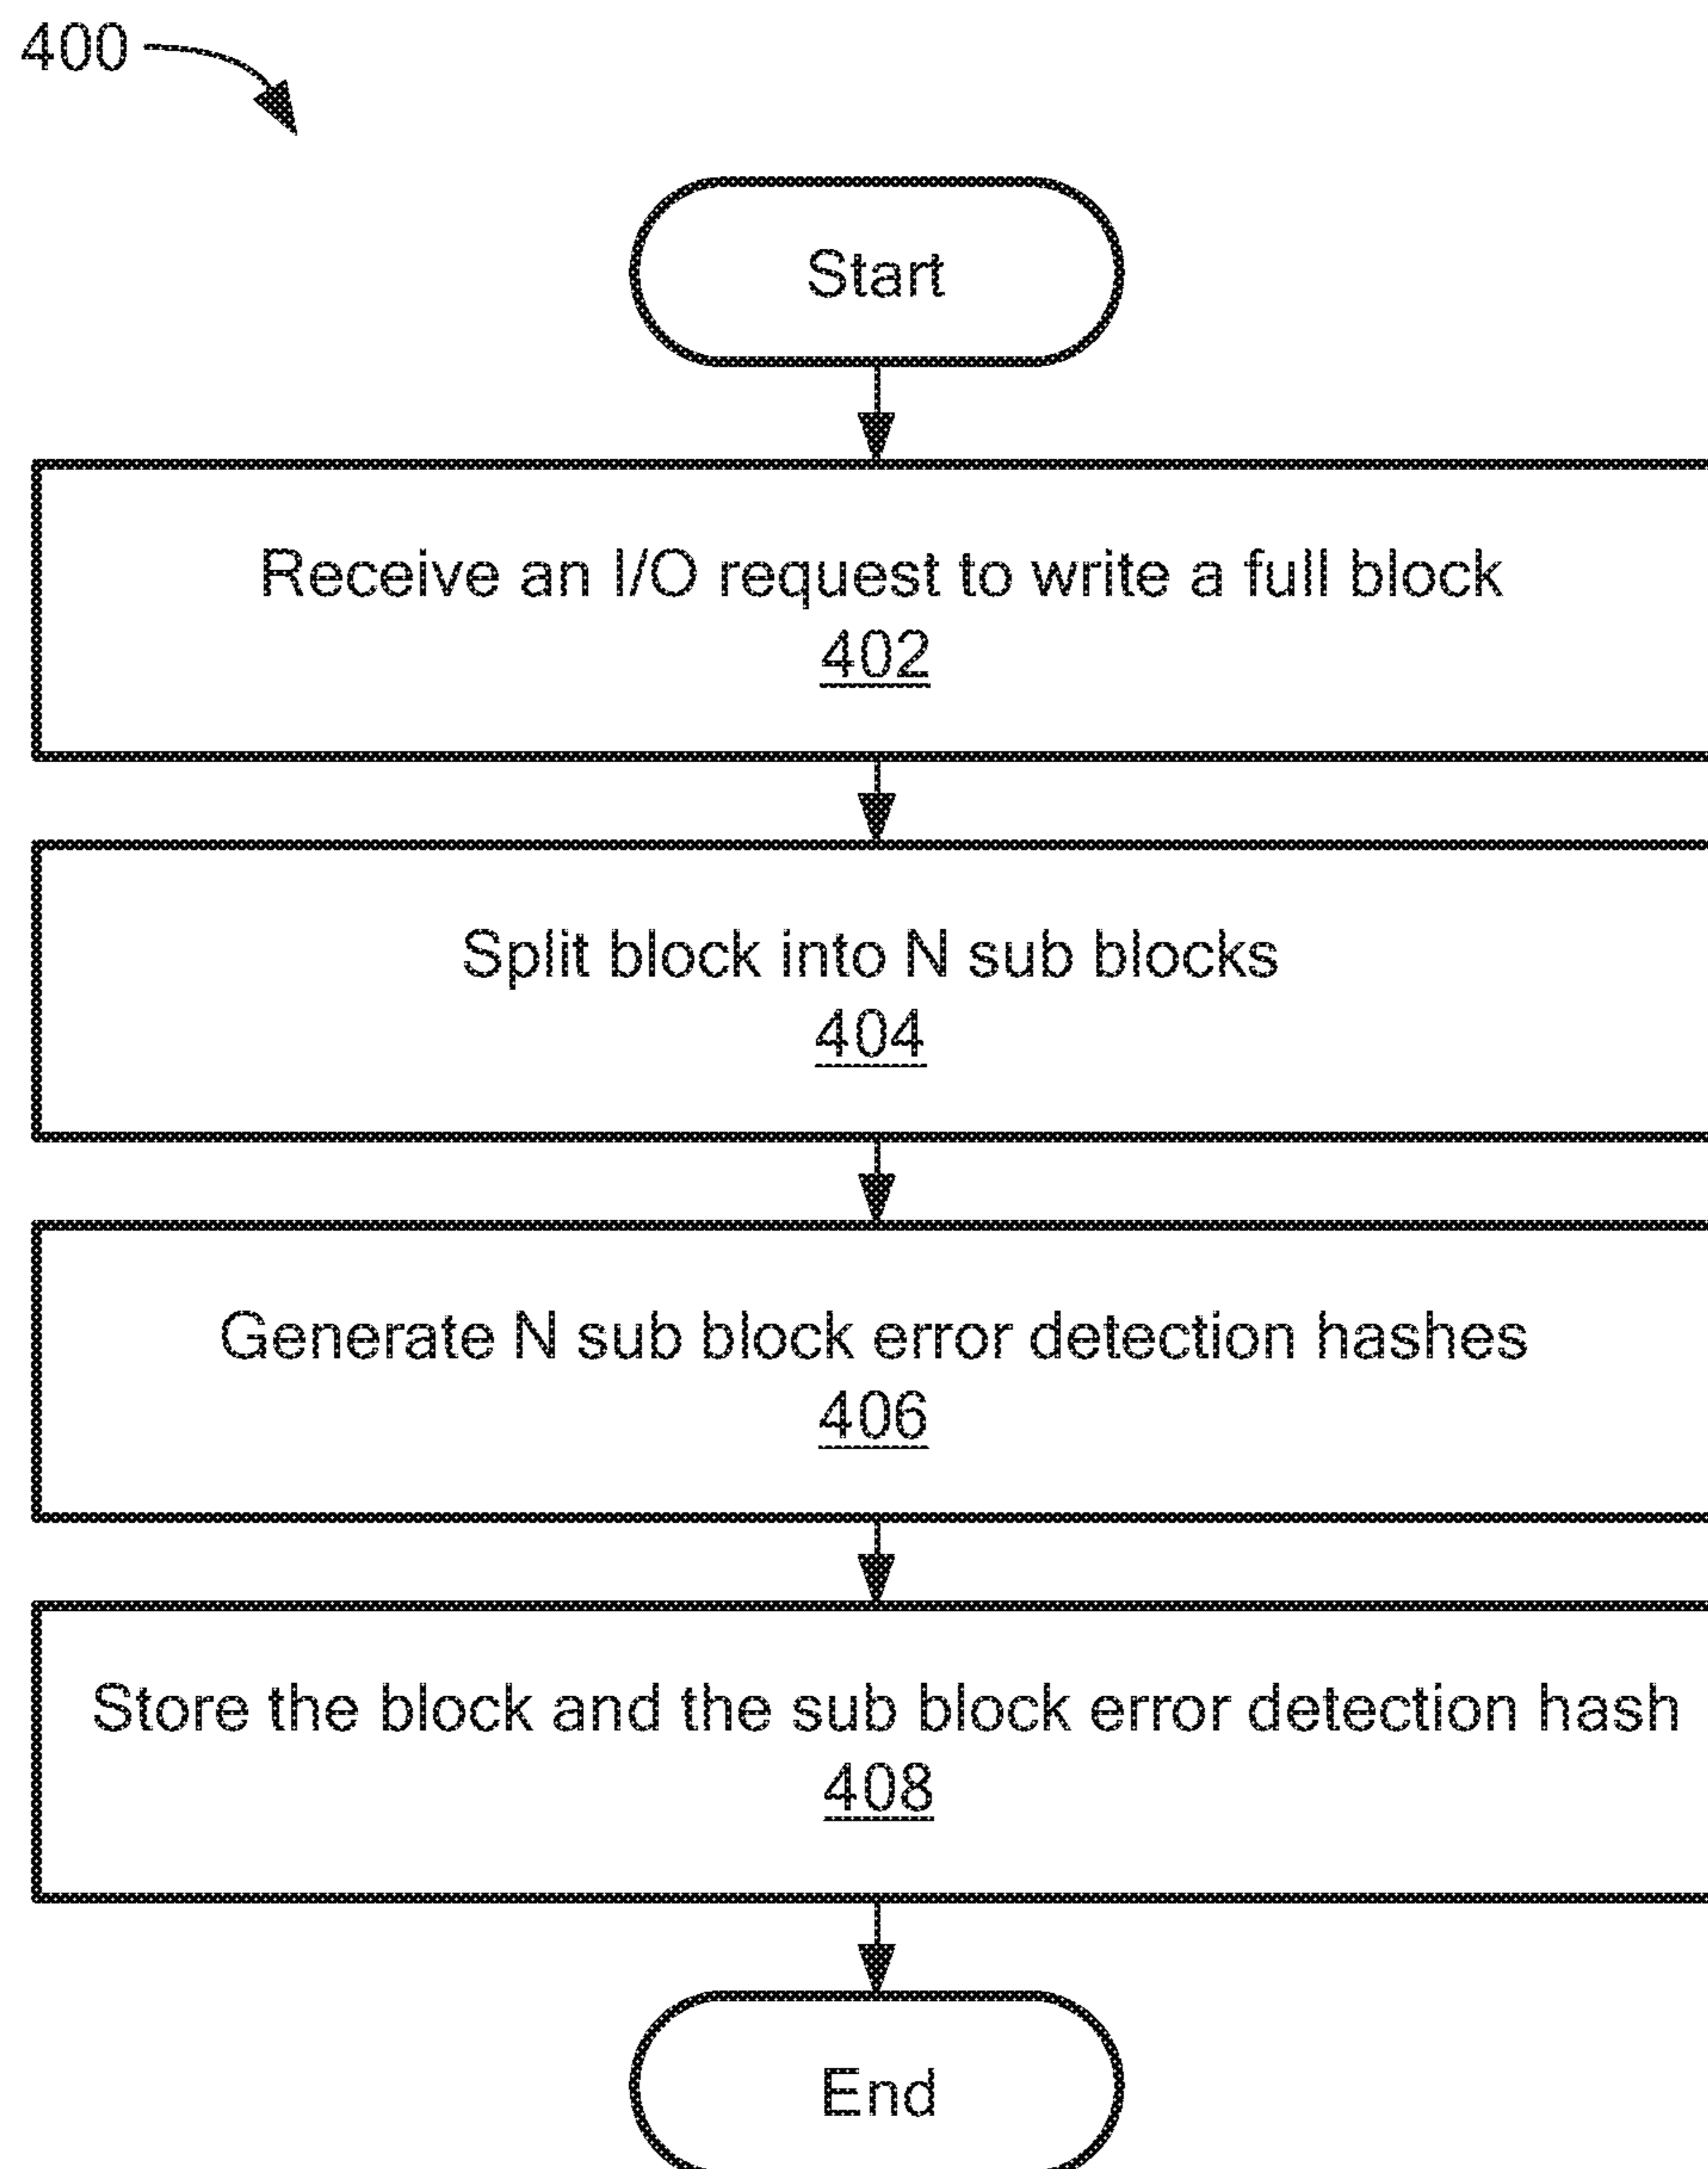 400
Start
Receive an I/O request to write a full block
402
Split block into N sub blocks
404
Generate N sub block error detection hashes
406
Store the block and the sub block error detection hash
408
End